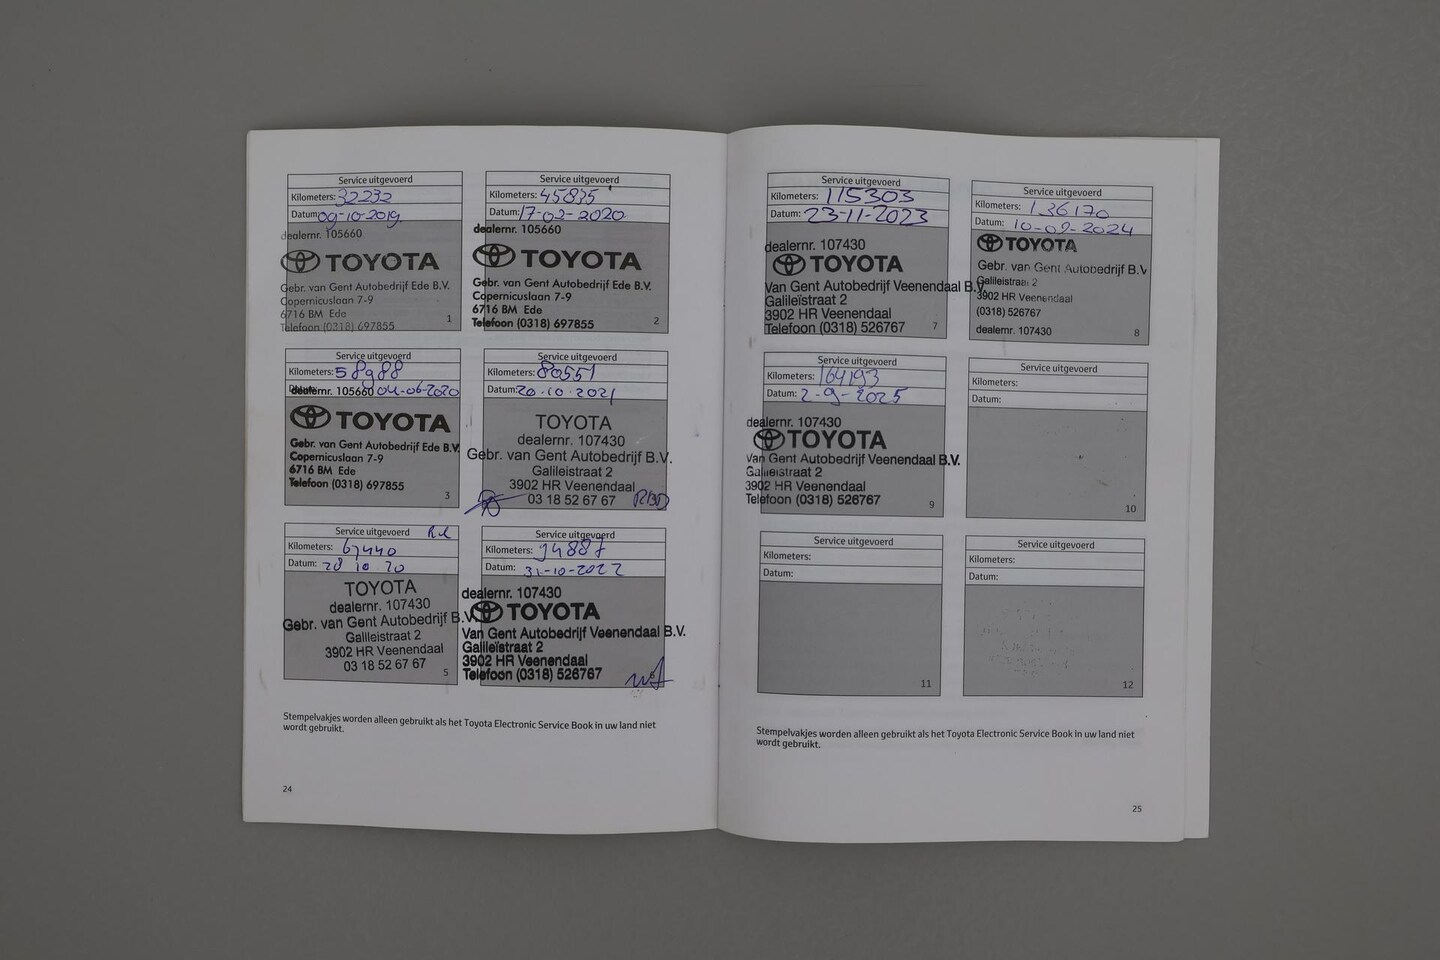 Service uitgevoerd
Kilometers: 32232
Datum: 09-10-2019
dealernr. 105660
TOYOTA
Gebr. van Gent Autobedrijf Ede B.V.
Copernicuslaan 7-9
6716 BM Ede
Telefoon (0318) 697855
1
Service uitgevoerd
Kilometers: 45835
Datum: 17-02-2020
dealernr. 105660
TOYOTA
Gebr. van Gent Autobedrijf Ede B.V.
Copernicuslaan 7-9
6716 BM Ede
Telefoon (0318) 697855
2
Service uitgevoerd
Kilometers: 58988
dealernr. 105660 04-06-2020
TOYOTA
Gebr. van Gent Autobedrijf Ede B.V.
Copernicuslaan 7-9
6716 BM Ede
Telefoon (0318) 697855
3
Service uitgevoerd
Kilometers: 80551
Datum: 20-10-2021
TOYOTA
dealernr. 107430
Gebr. van Gent Autobedrijf B.V.
Galileistraat 2
3902 HR Veenendaal
03 18 52 67 67
Service uitgevoerd
Kilometers: 67440
Datum: 28 10 20
TOYOTA
dealernr. 107430
Gebr. van Gent Autobedrijf B.V.
Galileistraat 2
3902 HR Veenendaal
03 18 52 67 67
5
Service uitgevoerd
Kilometers: 94887
Datum: 31-10-2022
dealernr. 107430
TOYOTA
Van Gent Autobedrijf Veenendaal B.V.
Galileïstraat 2
3902 HR Veenendaal
Telefoon (0318) 526767
Stempelvakjes worden alleen gebruikt als het Toyota Electronic Service Book in uw land niet
wordt gebruikt.
24
Service uitgevoerd
Kilometers: 115303
Datum: 23-11-2023
dealernr. 107430
TOYOTA
Van Gent Autobedrijf Veenendaal B.V.
Galileïstraat 2
3902 HR Veenendaal
Telefoon (0318) 526767
7
Service uitgevoerd
Kilometers: 136170
Datum: 10-09-2024
TOYOTA
Gebr. van Gent Autobedrijf B.V.
Galileistraat 2
3902 HR Veenendaal
(0318) 526767
dealernr. 107430
8
Service uitgevoerd
Kilometers: 164193
Datum: 2-9-2025
dealernr. 107430
TOYOTA
Van Gent Autobedrijf Veenendaal B.V.
Galileistraat 2
3902 HR Veenendaal
Telefoon (0318) 526767
9
Service uitgevoerd
Kilometers:
Datum:
10
Service uitgevoerd
Kilometers:
Datum:
11
Service uitgevoerd
Kilometers:
Datum:
12
Stempelvakjes worden alleen gebruikt als het Toyota Electronic Service Book in uw land niet
wordt gebruikt.
25